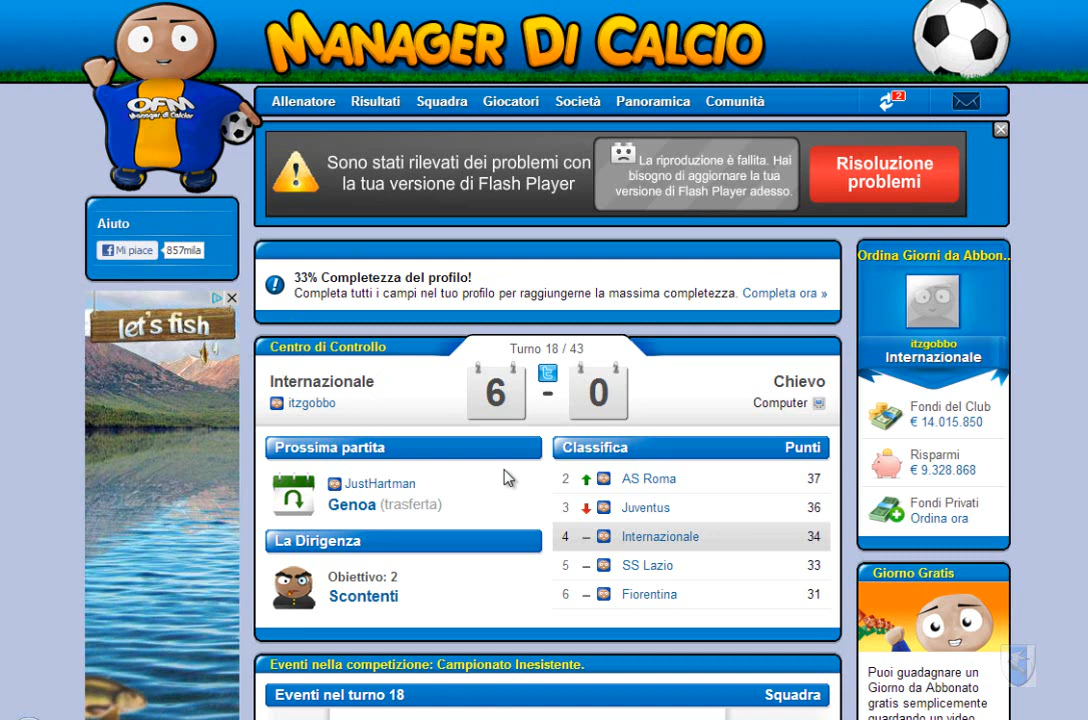 MANAGER DI CALCIO
OFM
Manager di Calcio
Allenatore Risultati Squadra Giocatori Società Panoramica Comunità
2
Sono stati rilevati dei problemi con
la tua versione di Flash Player
La riproduzione è fallita. Hai
bisogno di aggiornare la tua
versione di Flash Player adesso.
Risoluzione
problemi
Aiuto
Mi piace 857mila
let's fish
33% Completezza del profilo!
Completa tutti i campi nel tuo profilo per raggiungerne la massima completezza. Completa ora »
Centro di Controllo
Turno 18 / 43
Internazionale
itzgobbo
6 - 0
Chievo
Computer
Prossima partita
JustHartman
Genoa (trasferta)
La Dirigenza
Obiettivo: 2
Scontenti
Classifica Punti
2 AS Roma 37
3 Juventus 36
4 – Internazionale 34
5 – SS Lazio 33
6 – Fiorentina 31
Eventi nella competizione: Campionato Inesistente.
Eventi nel turno 18 Squadra
Ordina Giorni da Abbon..
itzgobbo
Internazionale
Fondi del Club
€ 14.015.850
Risparmi
€ 9.328.868
Fondi Privati
Ordina ora
Giorno Gratis
Puoi guadagnare un
Giorno da Abbonato
gratis semplicemente
guardando un video